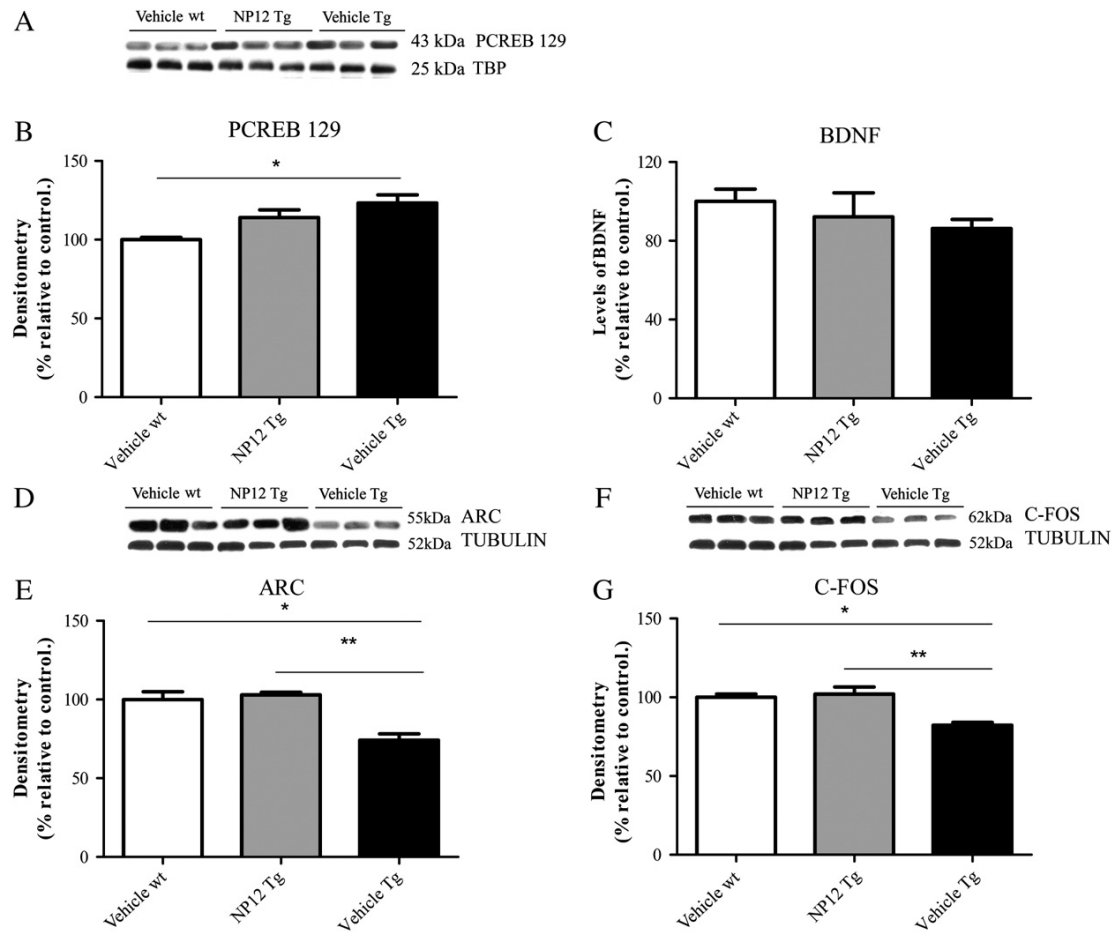 A
Vehicle wt NP12 Tg Vehicle Tg
43 kDa PCREB 129
25 kDa TBP
B
PCREB 129
Densitometry
(% relative to control.)
150
100
50
0
*
Vehicle wt
NP12 Tg
Vehicle Tg
C
BDNF
Levels of BDNF
(% relative to control.)
120
80
40
0
Vehicle wt
NP12 Tg
Vehicle Tg
D
Vehicle wt NP12 Tg Vehicle Tg
55kDa ARC
52kDa TUBULIN
E
ARC
Densitometry
(% relative to control.)
150
100
50
0
*
**
Vehicle wt
NP12 Tg
Vehicle Tg
F
Vehicle wt NP12 Tg Vehicle Tg
62kDa C-FOS
52kDa TUBULIN
G
C-FOS
Densitometry
(% relative to control.)
150
100
50
0
*
**
Vehicle wt
NP12 Tg
Vehicle Tg